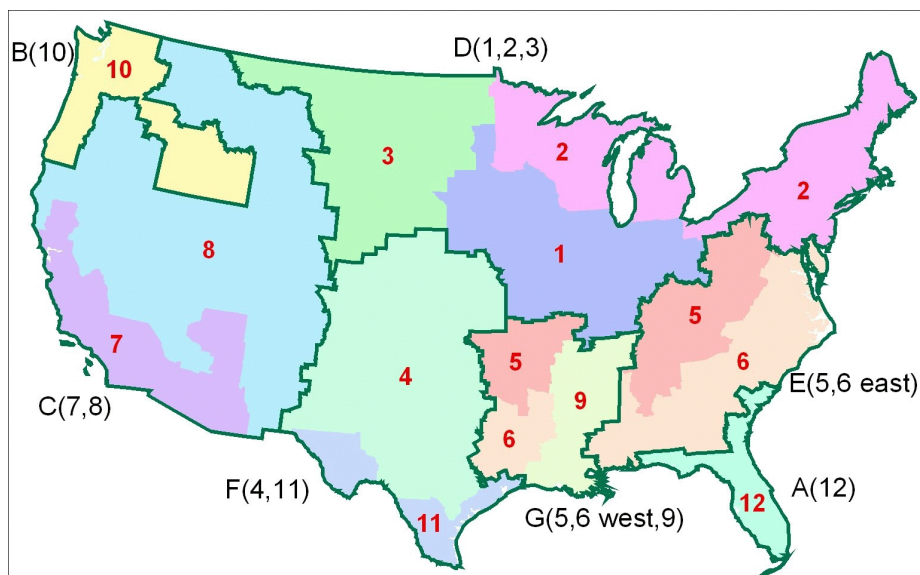 D(1,2,3)
B(10)
10
2
3
2
8
1
5
7
5
6
4
E(5,6 east)
9
C(7,8)
6
F(4,11)
A(12)
12
11
G(5,6 west,9)